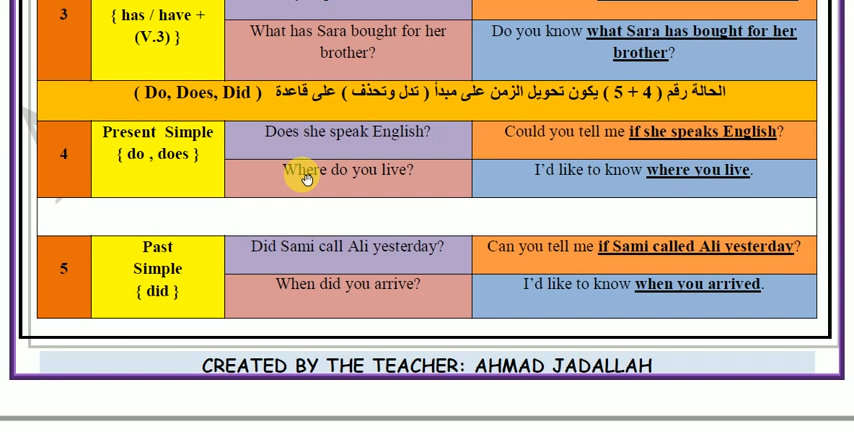 3
{ has / have +
(V.3) }
What has Sara bought for her
brother?
Do you know what Sara has bought for her
brother?
الحالة رقم ( 4 + 5 ) يكون تحويل الزمن على مبدأ ( تدل وتحذف ) على قاعدة ( Do, Does, Did )
4
Present Simple
{ do , does }
Does she speak English?
Could you tell me if she speaks English?
Where do you live?
I’d like to know where you live.
5
Past
Simple
{ did }
Did Sami call Ali yesterday?
Can you tell me if Sami called Ali yesterday?
When did you arrive?
I’d like to know when you arrived.
CREATED BY THE TEACHER: AHMAD JADALLAH